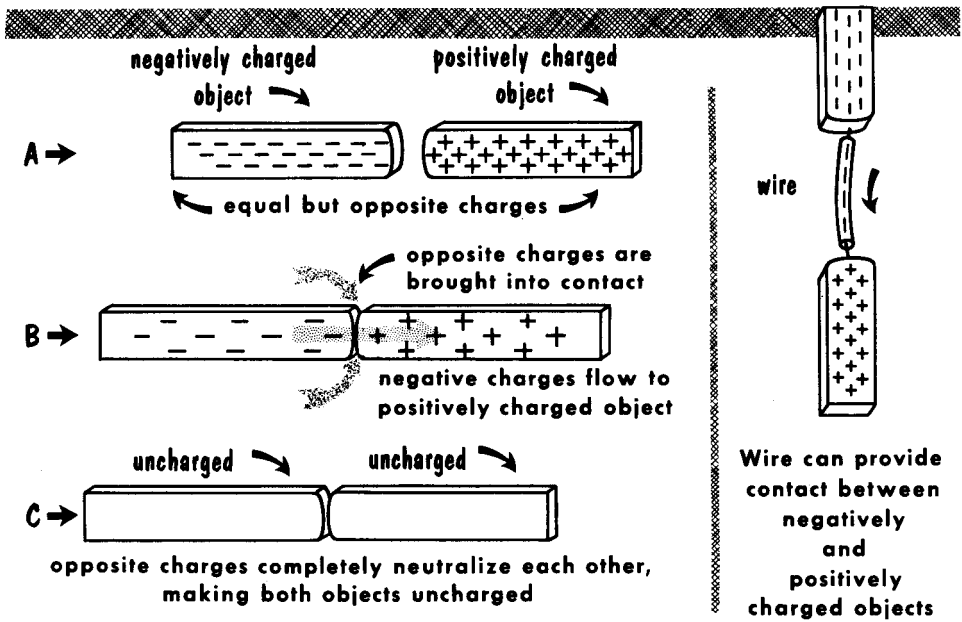 negatively charged
object
positively charged
object
A
equal but opposite charges
B
opposite charges are
brought into contact
negative charges flow to
positively charged object
uncharged
uncharged
C
opposite charges completely neutralize each other,
making both objects uncharged
wire
Wire can provide
contact between
negatively
and
positively
charged objects